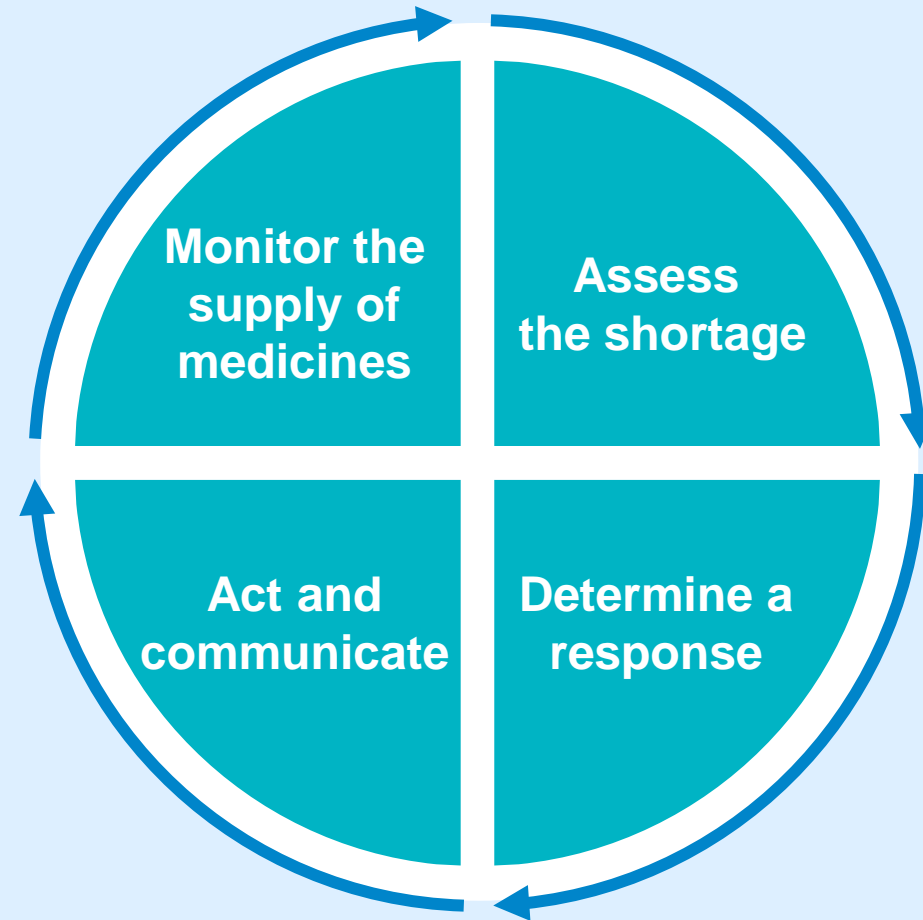 Monitor the
supply of
medicines
Assess
the shortage
Determine a
response
Act and
communicate